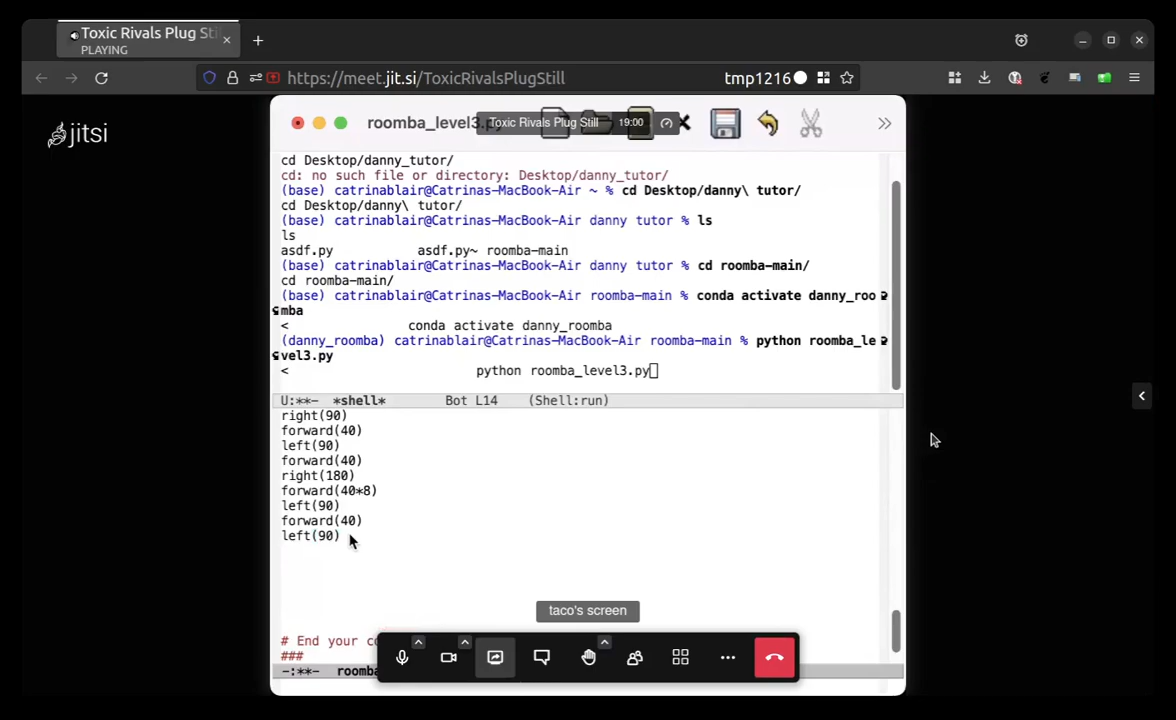 Toxic Rivals Plug Sti
PLAYING
https://meet.jit.si/ToxicRivalsPlugStill
tmp1216
jitsi
roomba_level3.py
Toxic Rivals Plug Still 19:00
cd Desktop/danny_tutor/
cd: no such file or directory: Desktop/danny_tutor/
(base) catrinablair@Catrinas-MacBook-Air ~ % cd Desktop/danny\ tutor/
cd Desktop/danny\ tutor/
(base) catrinablair@Catrinas-MacBook-Air danny tutor % ls
ls
asdf.py asdf.py~ roomba-main
(base) catrinablair@Catrinas-MacBook-Air danny tutor % cd roomba-main/
cd roomba-main/
(base) catrinablair@Catrinas-MacBook-Air roomba-main % conda activate danny_roo
mba
< conda activate danny_roomba
(danny_roomba) catrinablair@Catrinas-MacBook-Air roomba-main % python roomba_le
vel3.py
< python roomba_level3.py
U:**- *shell* Bot L14 (Shell:run)
right(90)
forward(40)
left(90)
forward(40)
right(180)
forward(40*8)
left(90)
forward(40)
left(90)
taco's screen
# End your co
###
-:**- roomba